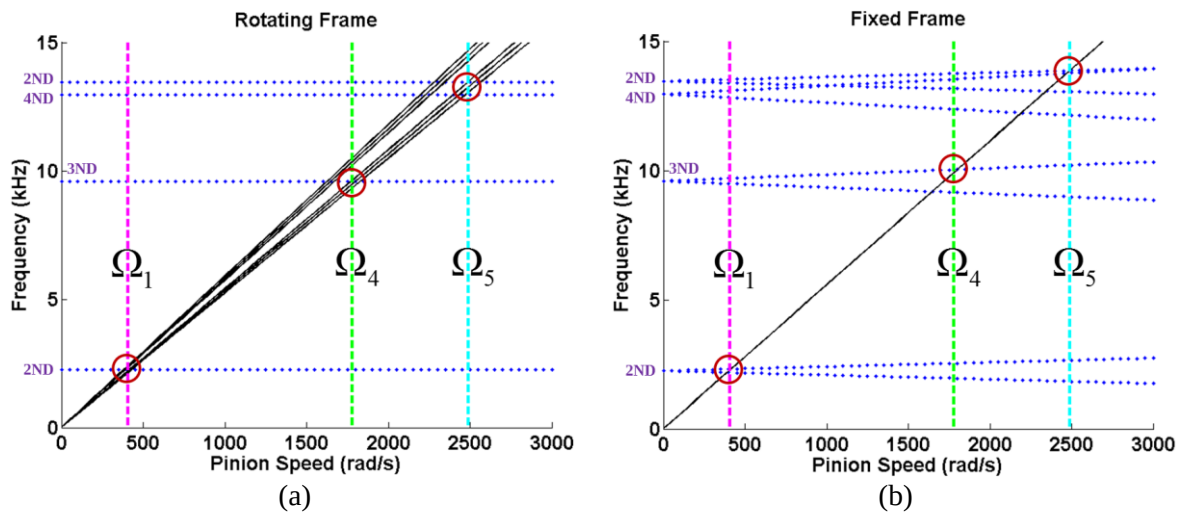 Rotating Frame
15
2ND
4ND
3ND
10
Frequency (kHz)
Ω1
Ω4
Ω5
5
2ND
0
0 500 1000 1500 2000 2500 3000
Pinion Speed (rad/s)
(a)
Fixed Frame
15
2ND
4ND
3ND
10
Frequency (kHz)
Ω1
Ω4
Ω5
5
2ND
0
0 500 1000 1500 2000 2500 3000
Pinion Speed (rad/s)
(b)